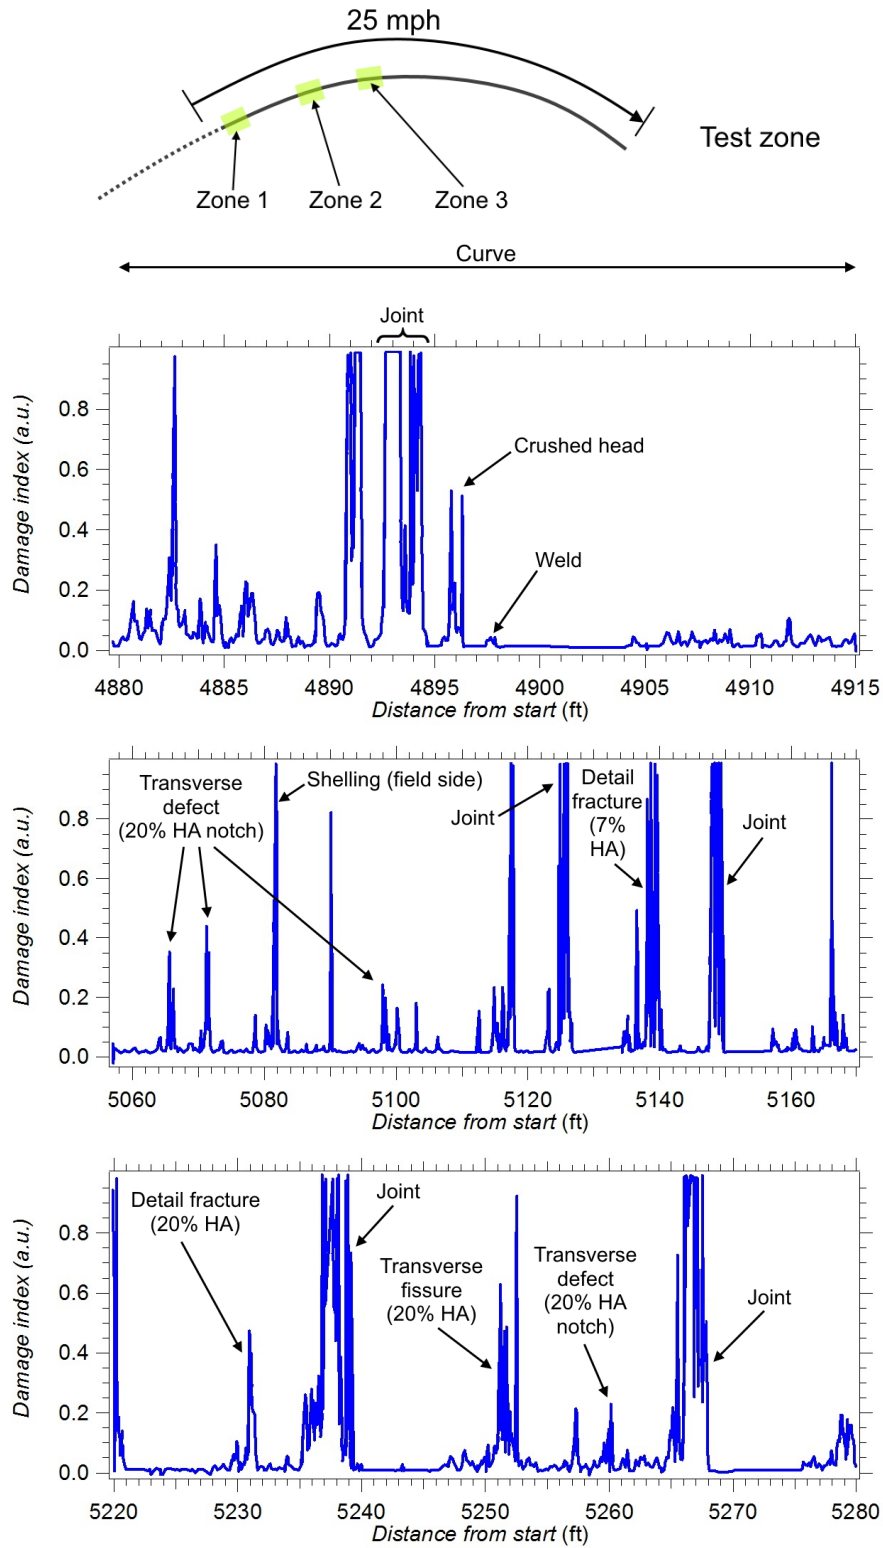 25 mph
Test zone
Zone 1
Zone 2
Zone 3
Curve
Joint
Damage index (a.u.)
0.8
0.6
0.4
0.2
0.0
Crushed head
Weld
4880
4885
4890
4895
4900
4905
4910
4915
Distance from start (ft)
Damage index (a.u.)
0.8
0.6
0.4
0.2
0.0
Transverse
defect
(20% HA notch)
Shelling (field side)
Joint
Detail
fracture
(7%
HA)
Joint
5060
5080
5100
5120
5140
5160
Distance from start (ft)
Damage index (a.u.)
0.8
0.6
0.4
0.2
0.0
Detail fracture
(20% HA)
Joint
Transverse
fissure
(20% HA)
Transverse
defect
(20% HA
notch)
Joint
5220
5230
5240
5250
5260
5270
5280
Distance from start (ft)